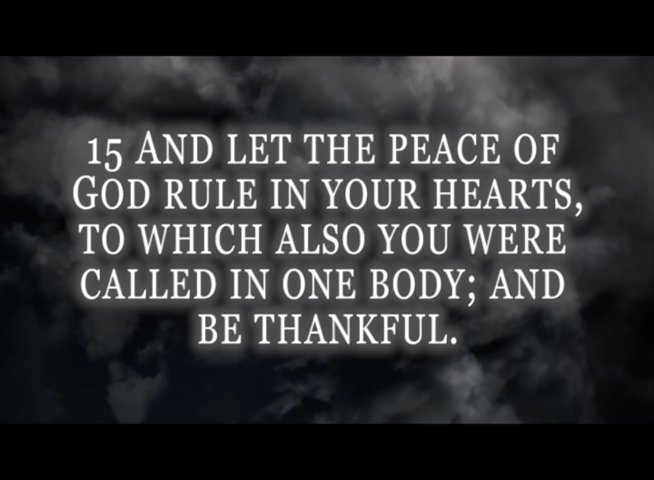 15 And let the peace of
God rule in your hearts,
to which also you were
called in one body; and
be thankful.